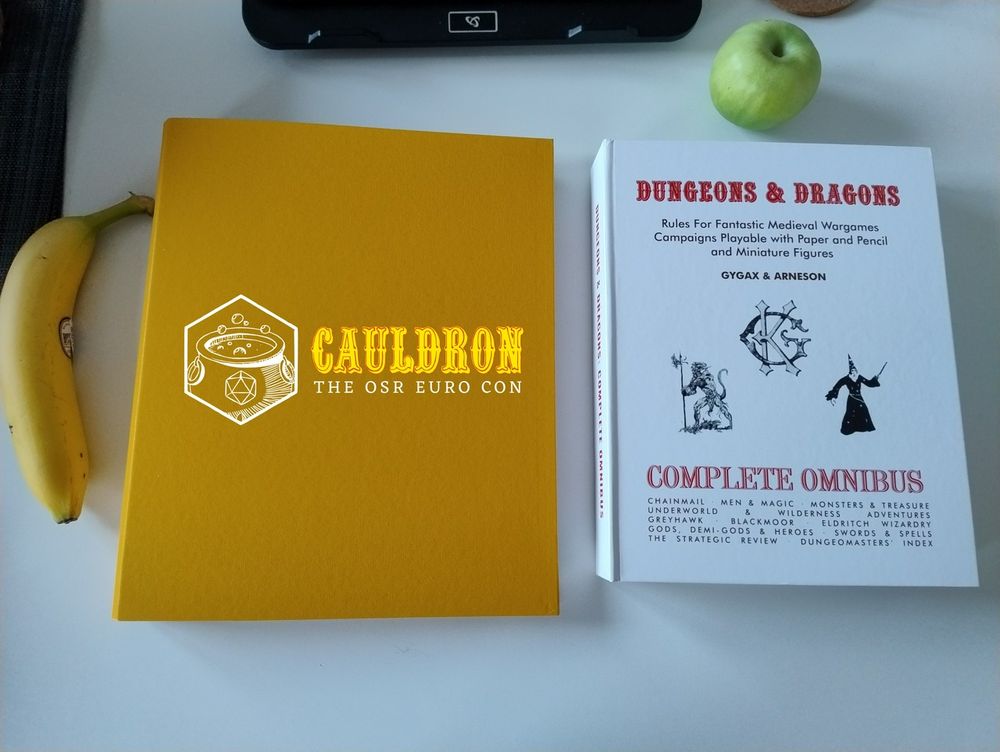 CAULDRON
THE OSR EURO CON
DUNGEONS & DRAGONS COMPLETE OMNIBUS
DUNGEONS & DRAGONS
Rules For Fantastic Medieval Wargames
Campaigns Playable with Paper and Pencil
and Miniature Figures
GYGAX & ARNESON
COMPLETE OMNIBUS
CHAINMAIL · MEN & MAGIC · MONSTERS & TREASURE
UNDERWORLD & WILDERNESS ADVENTURES
GREYHAWK · BLACKMOOR · ELDRITCH WIZARDRY
GODS, DEMI-GODS & HEROES · SWORDS & SPELLS
THE STRATEGIC REVIEW · DUNGEOMASTERS' INDEX